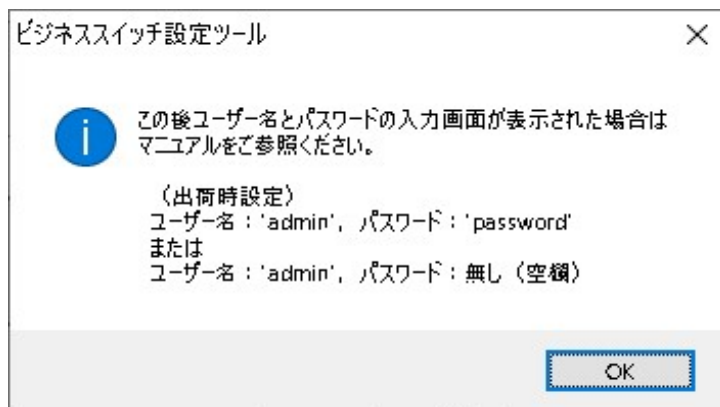 ビジネススイッチ設定ツール
この後ユーザー名とパスワードの入力画面が表示された場合は
マニュアルをご参照ください。
（出荷時設定）
ユーザー名：'admin', パスワード：'password'
または
ユーザー名：'admin', パスワード：無し（空欄）
OK